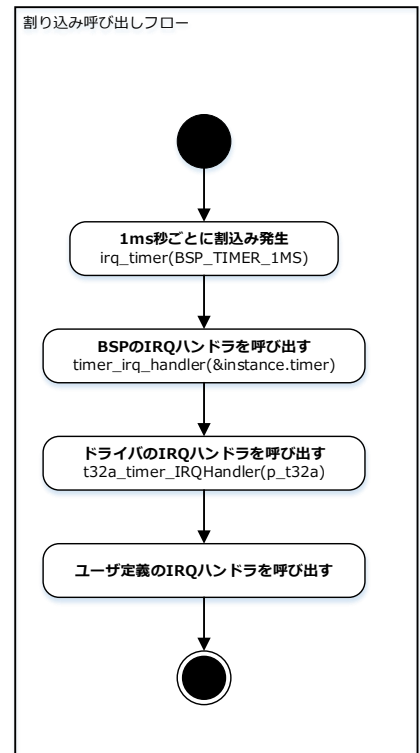 割り込み呼び出しフロー
1ms秒ごとに割込み発生
irq_timer(BSP_TIMER_1MS)
BSPのIRQハンドラを呼び出す
timer_irq_handler(&instance.timer)
ドライバのIRQハンドラを呼び出す
t32a_timer_IRQHandler(p_t32a)
ユーザ定義のIRQハンドラを呼び出す